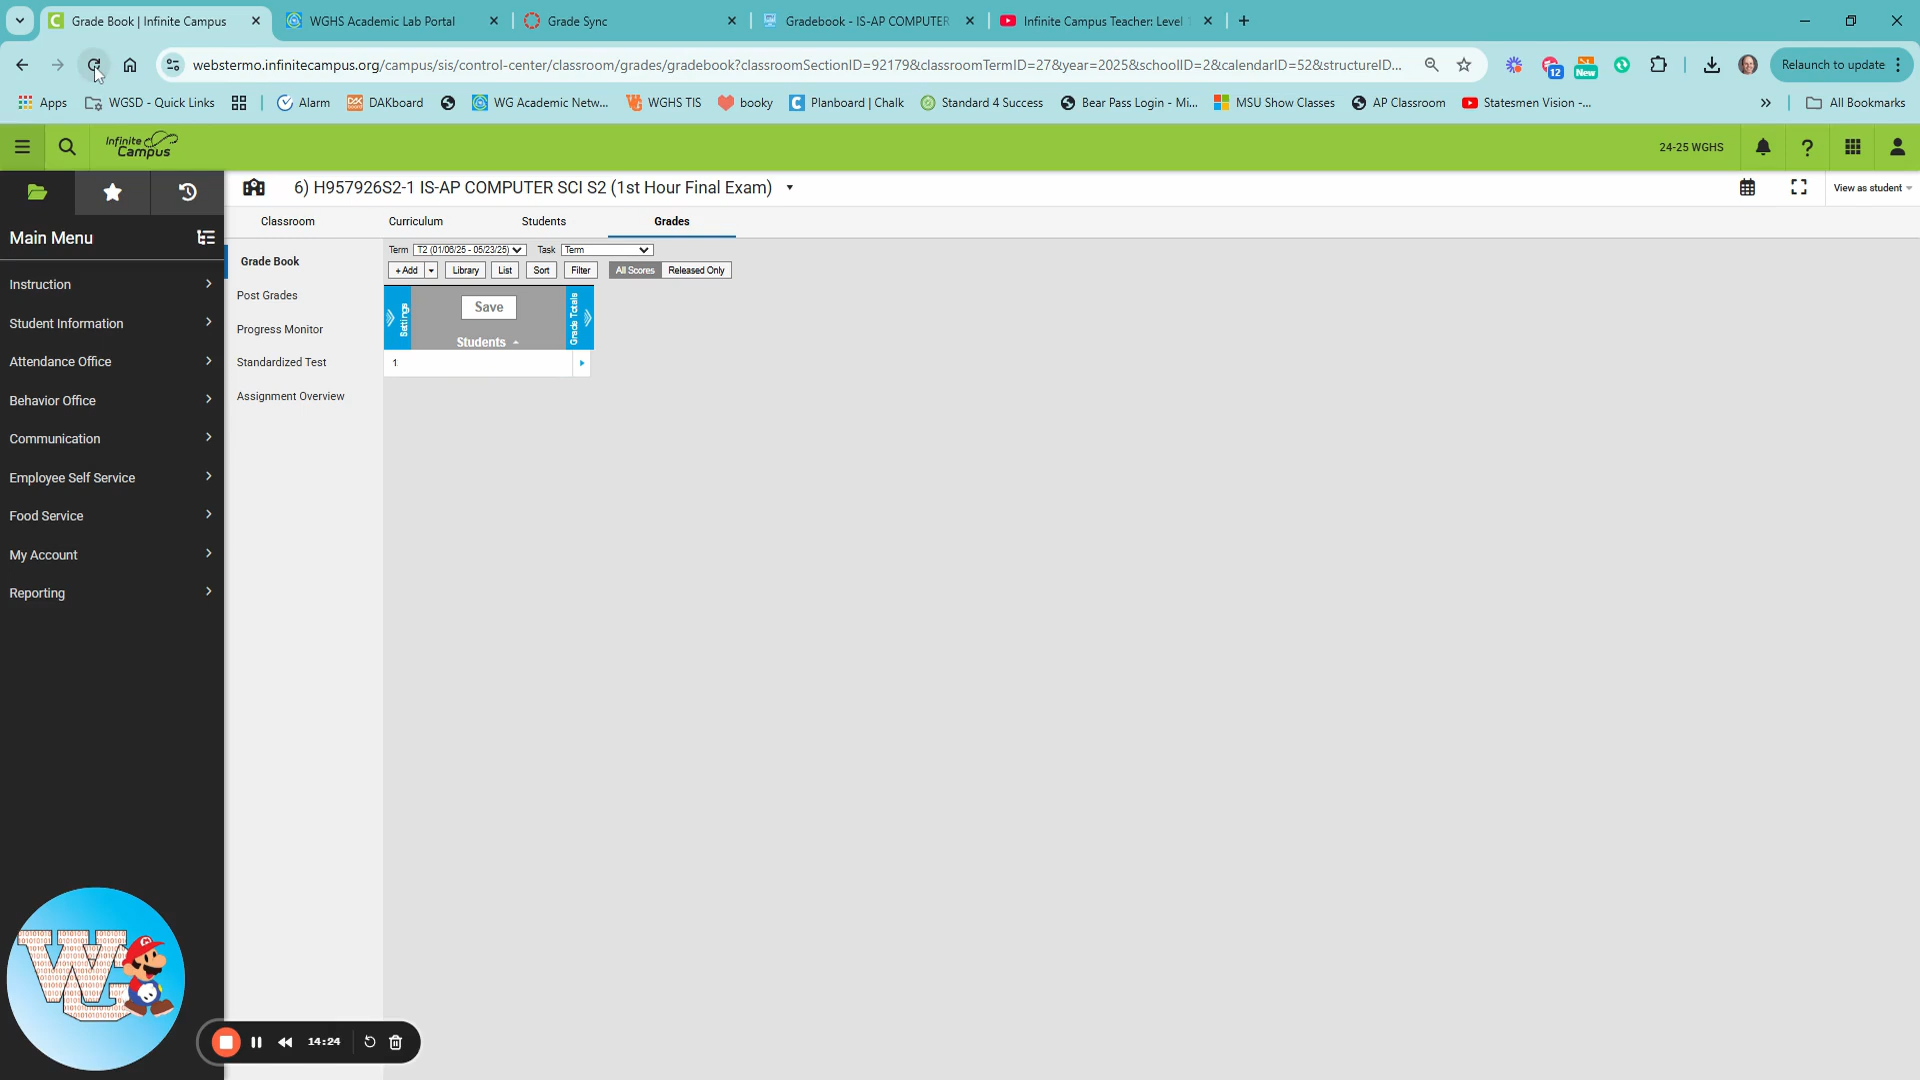 Grade Book | Infinite Campus
WGHS Academic Lab Portal
Grade Sync
Gradebook - IS-AP COMPUTER
Infinite Campus Teacher: Level 1
webstermo.infinitecampus.org/campus/sis/control-center/classroom/grades/gradebook?classroomSectionID=92179&classroomTermID=27&year=2025&schoolID=2&calendarID=52&structureID...
12
New
Relaunch to update
Apps
WGSD - Quick Links
Alarm
DAKboard
WG Academic Netw...
WGHS TIS
booky
Planboard | Chalk
Standard 4 Success
Bear Pass Login - Mi...
MSU Show Classes
AP Classroom
Statesmen Vision -...
All Bookmarks
Infinite Campus
24-25 WGHS
6) H957926S2-1 IS-AP COMPUTER SCI S2 (1st Hour Final Exam)
View as student
Classroom
Curriculum
Students
Grades
Main Menu
Instruction
Student Information
Attendance Office
Behavior Office
Communication
Employee Self Service
Food Service
My Account
Reporting
Grade Book
Post Grades
Progress Monitor
Standardized Test
Assignment Overview
Term T2 (01/06/25 - 05/23/25) Task Term
+ Add
Library
List
Sort
Filter
All Scores
Released Only
Settings
Save
Students
Grade Totals
1
WG
14:24